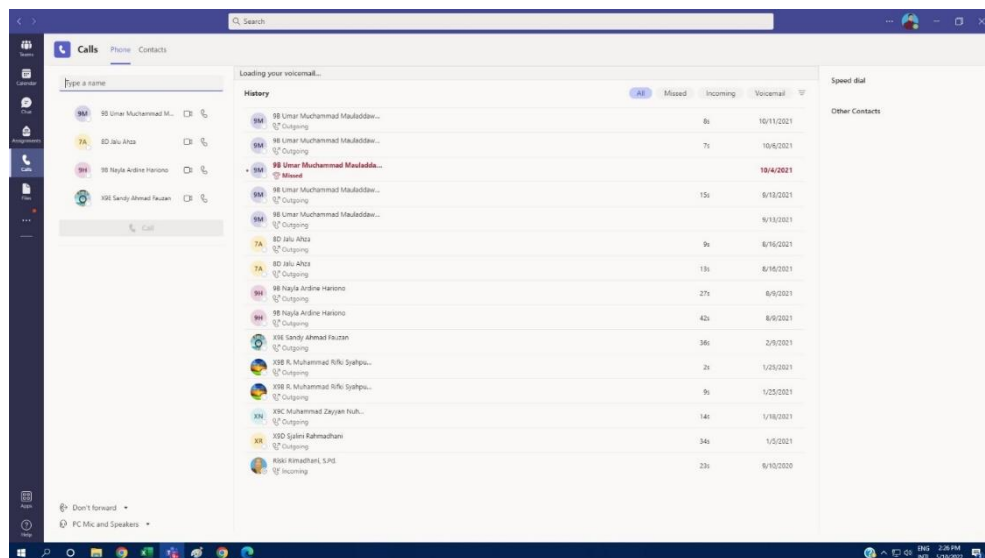 Search
Teams
Calendar
Chat
Assignments
Calls
Files
Apps
Help
Calls Phone Contacts
Type a name
9M 9B Umar Muchammad M...
7A 8D Jalu Ahza
9H 9B Nayla Ardine Hariono
X9E Sandy Ahmad Fauzan
Call
Don't forward
PC Mic and Speakers
Loading your voicemail...
History All Missed Incoming Voicemail
9M 9B Umar Muchammad Mauladdaw... 8s 10/11/2021
Outgoing
9M 9B Umar Muchammad Mauladdaw... 7s 10/6/2021
Outgoing
9M 9B Umar Muchammad Mauladda... 10/4/2021
Missed
9M 9B Umar Muchammad Mauladdaw... 15s 9/13/2021
Outgoing
9M 9B Umar Muchammad Mauladdaw... 9/13/2021
Outgoing
7A 8D Jalu Ahza 9s 8/16/2021
Outgoing
7A 8D Jalu Ahza 13s 8/16/2021
Outgoing
9H 9B Nayla Ardine Hariono 27s 8/9/2021
Outgoing
9H 9B Nayla Ardine Hariono 42s 8/9/2021
Outgoing
X9E Sandy Ahmad Fauzan 36s 2/9/2021
Outgoing
X9B R. Muhammad Rifki Syahpu... 2s 1/25/2021
Outgoing
X9B R. Muhammad Rifki Syahpu... 9s 1/25/2021
Outgoing
XN X9C Muhammad Zayyan Nuh... 14s 1/18/2021
Outgoing
XR X9D Sjalini Rahmadhani 34s 1/5/2021
Outgoing
Riski Rimadhani, S.Pd. 23s 9/10/2020
Incoming
Speed dial
Other Contacts
ENG 2:26 PM
INTL 5/18/2022